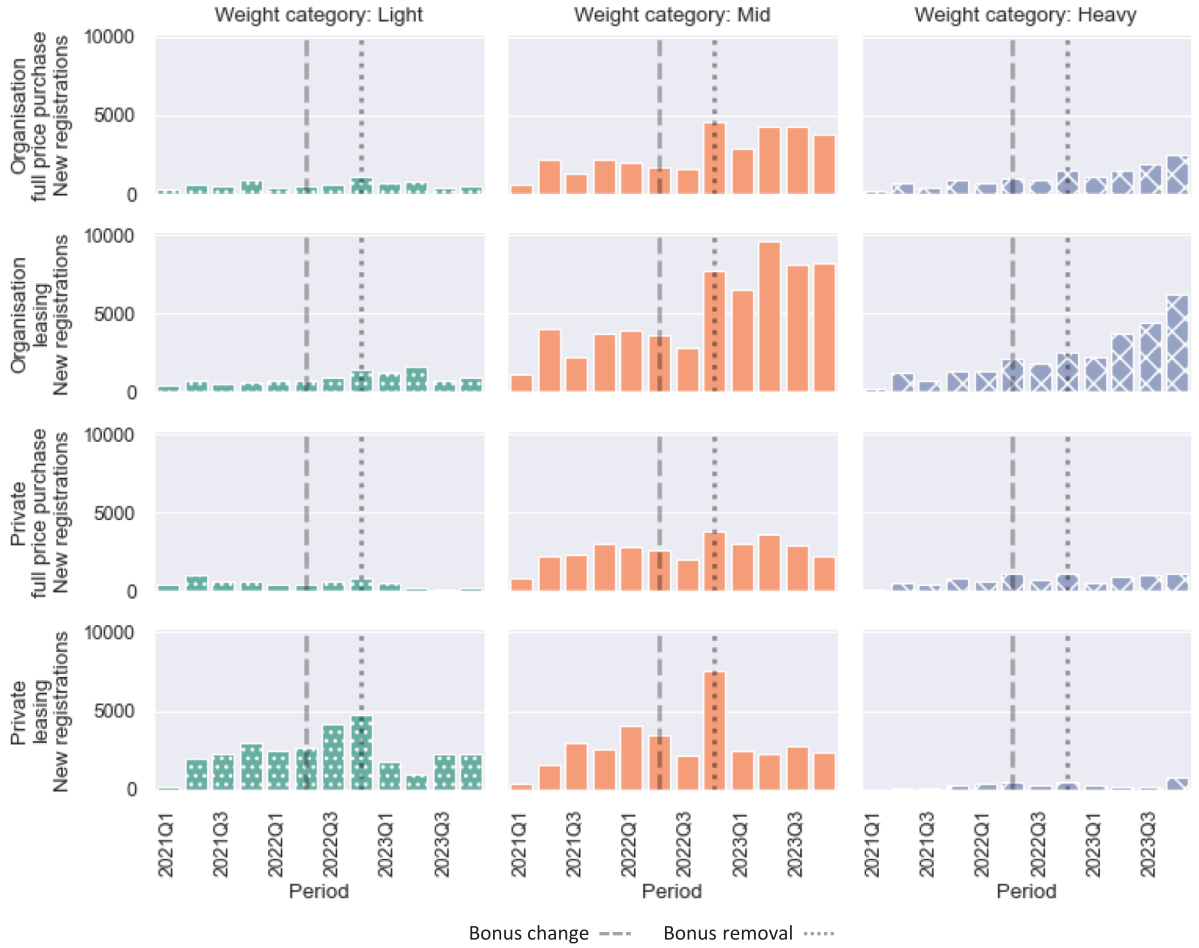 Weight category: Light
Weight category: Mid
Weight category: Heavy
Organisation
full price purchase
New registrations
10000
5000
0
Organisation
leasing
New registrations
10000
5000
0
Private
full price purchase
New registrations
10000
5000
0
Private
leasing
New registrations
10000
5000
0
2021Q1
2021Q3
2022Q1
2022Q3
2023Q1
2023Q3
2021Q1
2021Q3
2022Q1
2022Q3
2023Q1
2023Q3
2021Q1
2021Q3
2022Q1
2022Q3
2023Q1
2023Q3
Period
Period
Period
Bonus change
Bonus removal